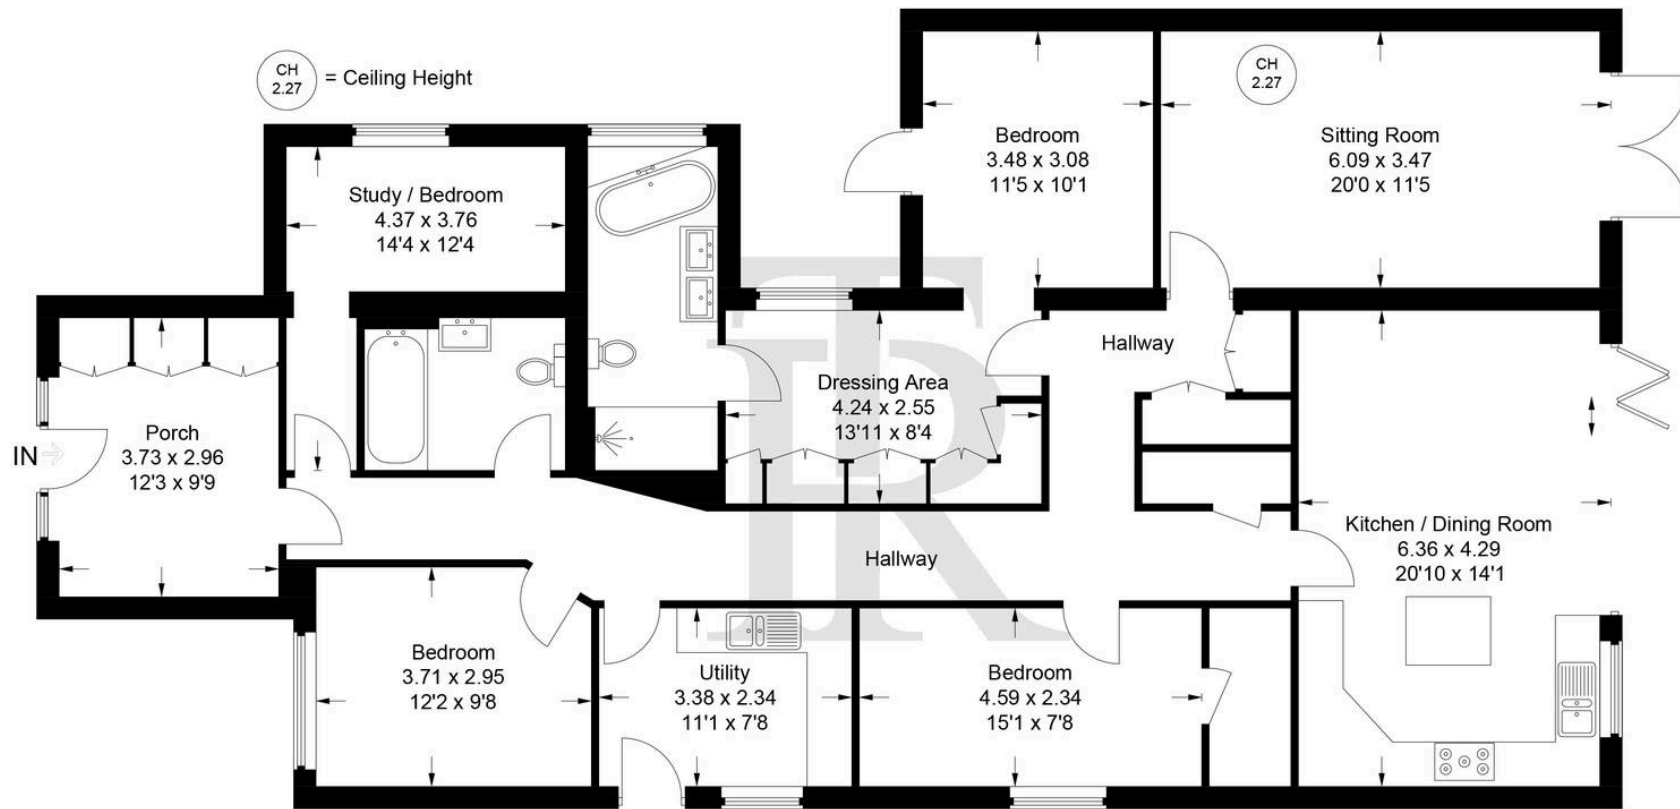 CH
2.27
= Ceiling Height
CH
2.27
Bedroom
3.48 x 3.08
11'5 x 10'1
Sitting Room
6.09 x 3.47
20'0 x 11'5
Study / Bedroom
4.37 x 3.76
14'4 x 12'4
Hallway
Dressing Area
4.24 x 2.55
13'11 x 8'4
IN
Porch
3.73 x 2.96
12'3 x 9'9
Kitchen / Dining Room
6.36 x 4.29
20'10 x 14'1
Hallway
Bedroom
3.71 x 2.95
12'2 x 9'8
Utility
3.38 x 2.34
11'1 x 7'8
Bedroom
4.59 x 2.34
15'1 x 7'8